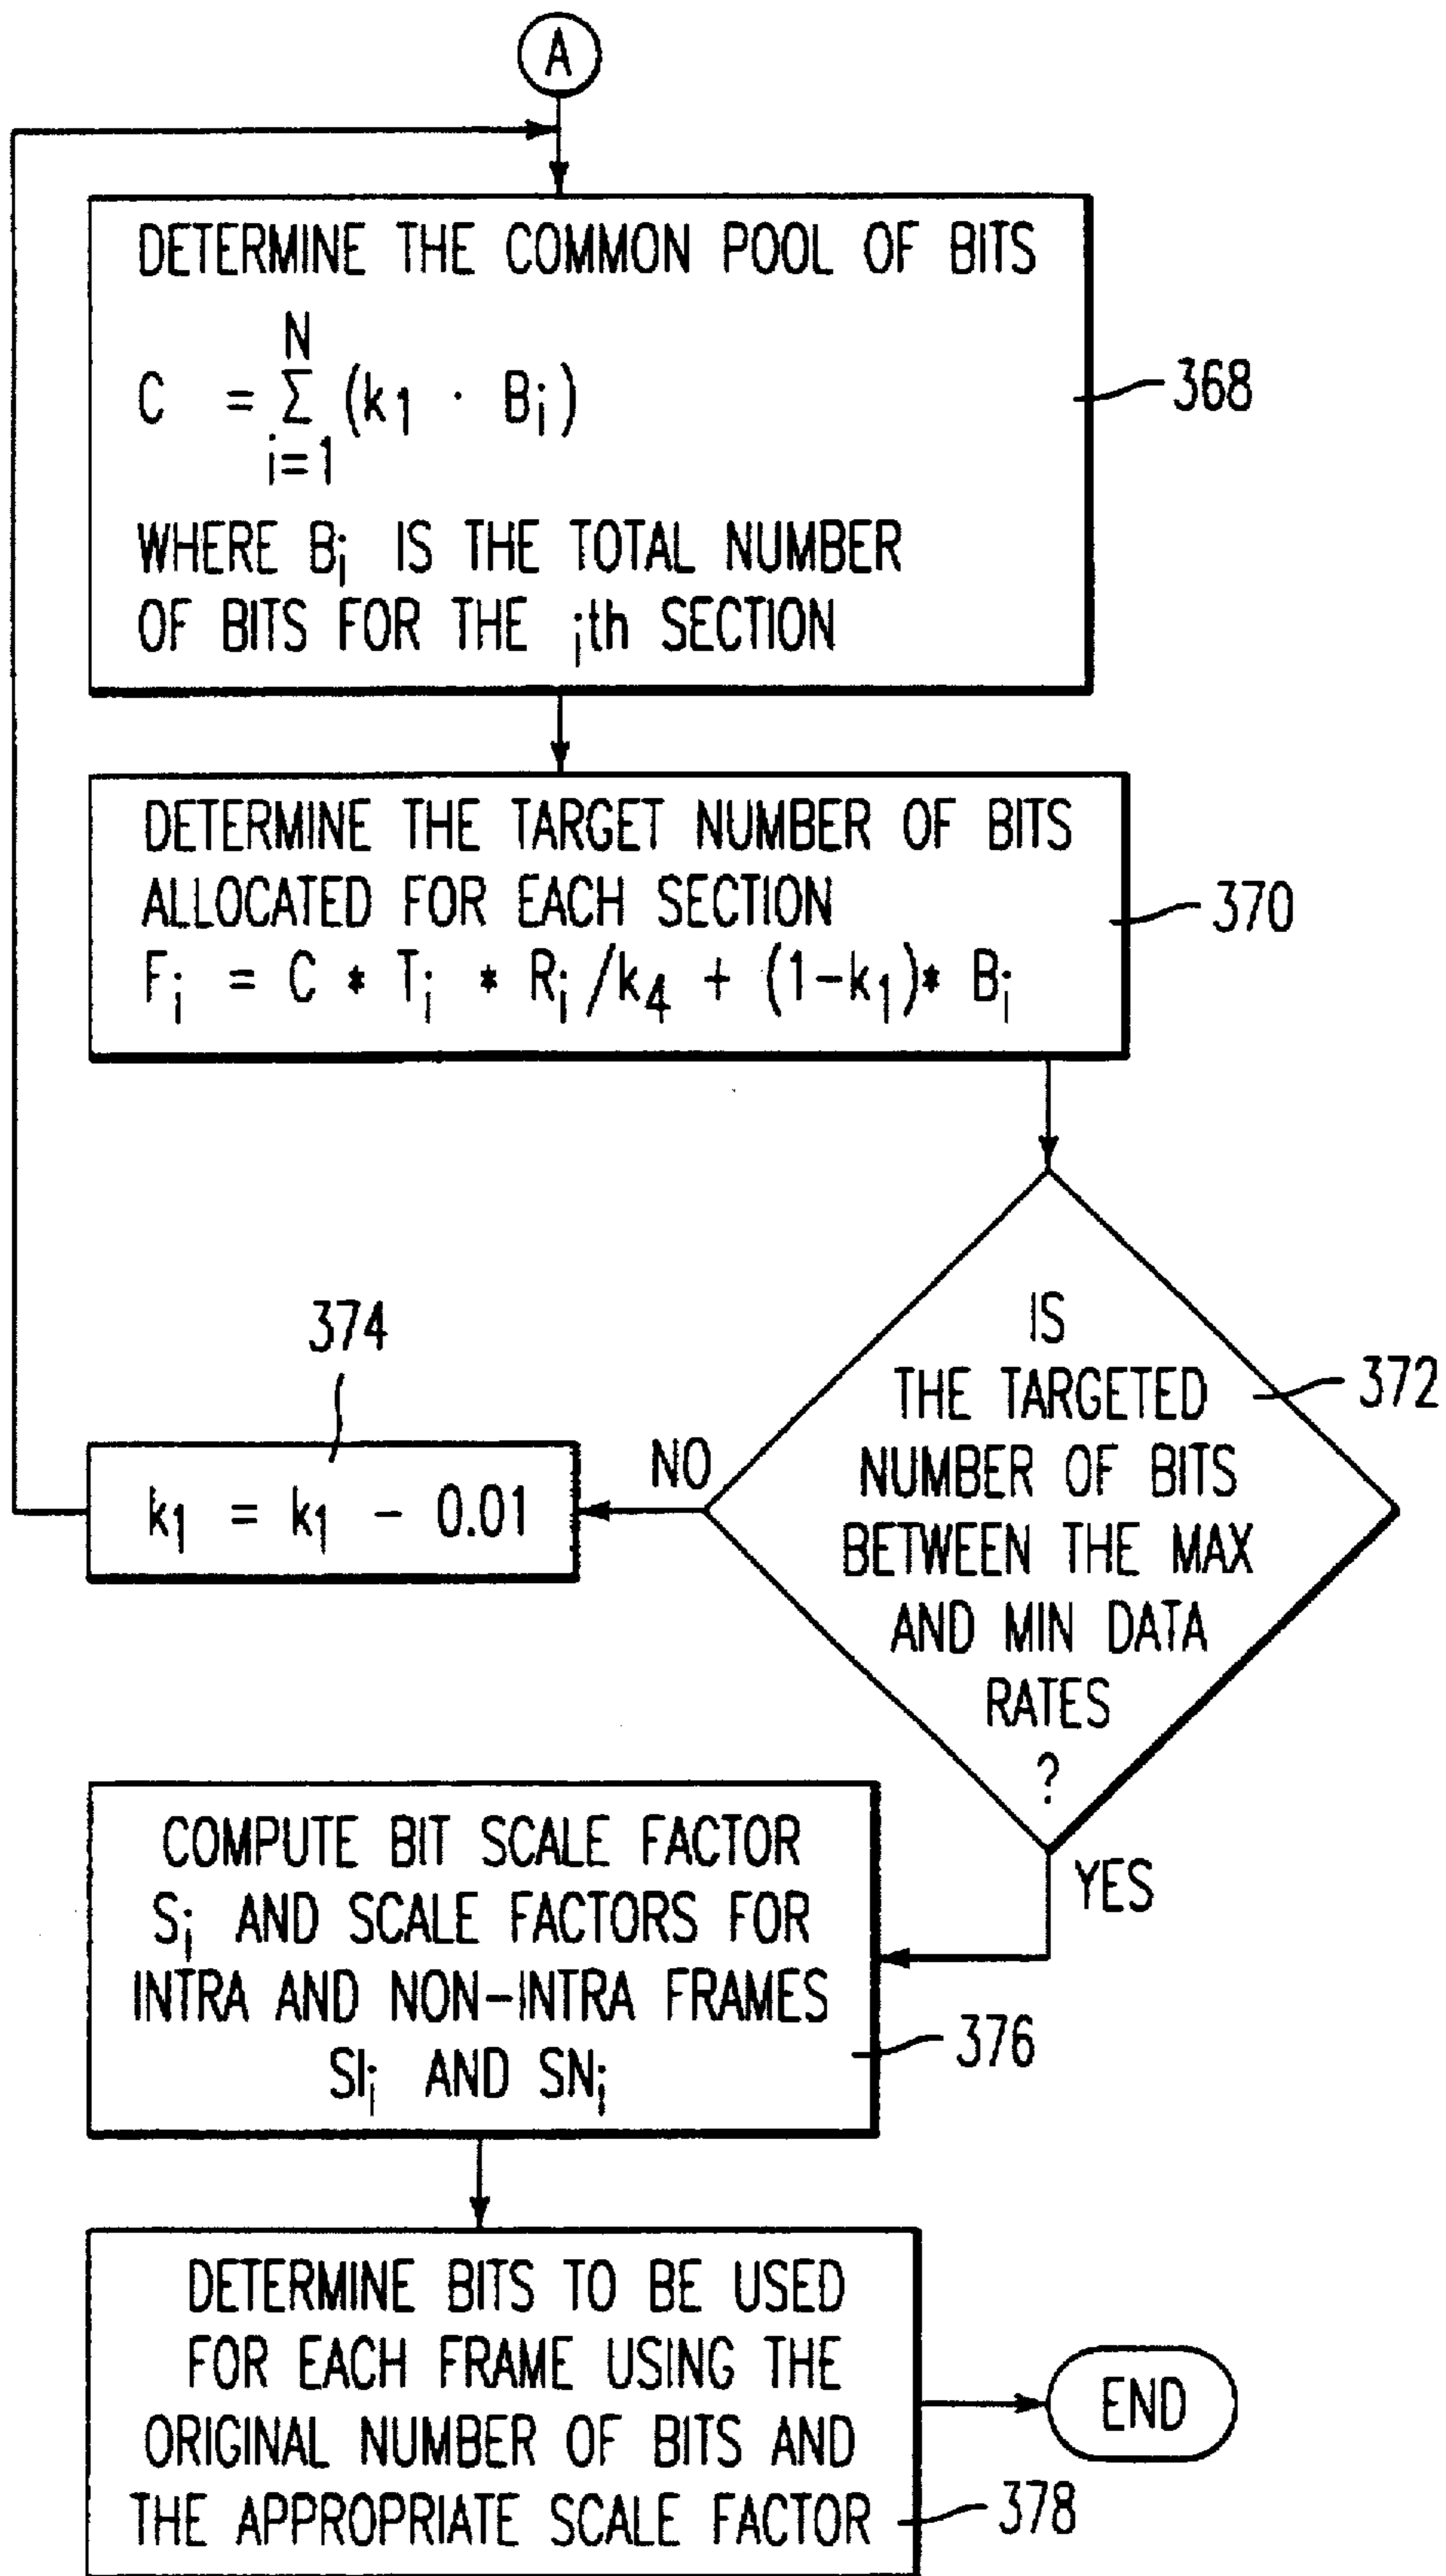 A
DETERMINE THE COMMON POOL OF BITS
N
C = Σ (k₁ · Bᵢ)
i=1
368
WHERE Bᵢ IS THE TOTAL NUMBER
OF BITS FOR THE ᵢth SECTION
DETERMINE THE TARGET NUMBER OF BITS
ALLOCATED FOR EACH SECTION
370
Fᵢ = C * Tᵢ * Rᵢ/k₄ + (1-k₁)* Bᵢ
IS
THE TARGETED
NUMBER OF BITS
BETWEEN THE MAX
AND MIN DATA
RATES
?
372
NO
374
k₁ = k₁ - 0.01
YES
COMPUTE BIT SCALE FACTOR
Sᵢ AND SCALE FACTORS FOR
INTRA AND NON-INTRA FRAMES
SIᵢ AND SNᵢ
376
DETERMINE BITS TO BE USED
FOR EACH FRAME USING THE
ORIGINAL NUMBER OF BITS AND
THE APPROPRIATE SCALE FACTOR
378
END